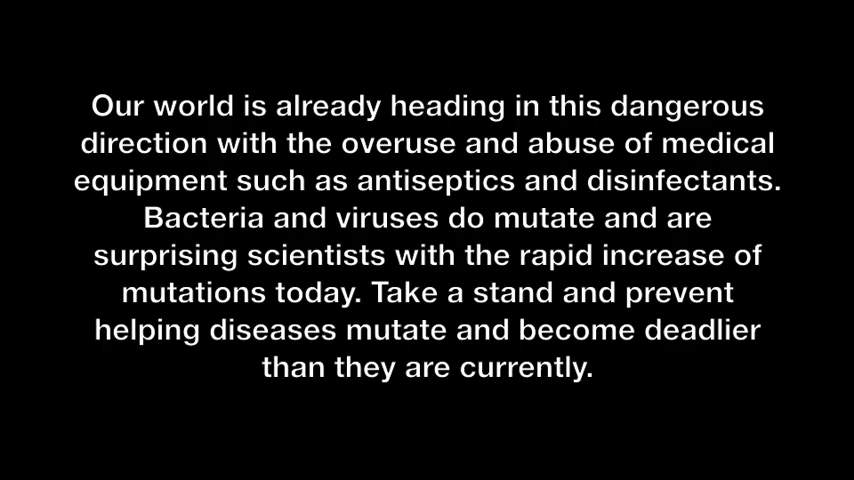 Our world is already heading in this dangerous
direction with the overuse and abuse of medical
equipment such as antiseptics and disinfectants.
Bacteria and viruses do mutate and are
surprising scientists with the rapid increase of
mutations today. Take a stand and prevent
helping diseases mutate and become deadlier
than they are currently.